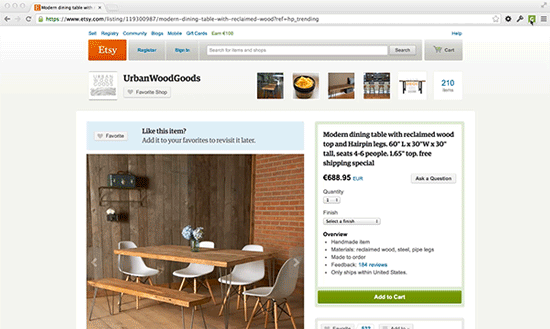 Modern dining table with
https://www.etsy.com/listing/119300987/modern-dining-table-with-reclaimed-wood?ref=hp_trending
Sell Registry Community Blogs Mobile Gift Cards Earn €100
Etsy Register Sign In Search for items and shops Search Cart
UrbanWoodGoods
Favorite Shop
210
items
Favorite
Like this item?
Add it to your favorites to revisit it later.
Modern dining table with reclaimed wood
top and Hairpin legs. 60" L x 30"W x 30"
tall, seats 4-6 people. 1.65" top. free
shipping special
€688.95 EUR
Ask a Question
Quantity
1
Finish
Select a finish
Overview
Handmade item
Materials: reclaimed wood, steel, pipe legs
Made to order
Feedback: 184 reviews
Only ships within United States.
Add to Cart
Favorite
Add to